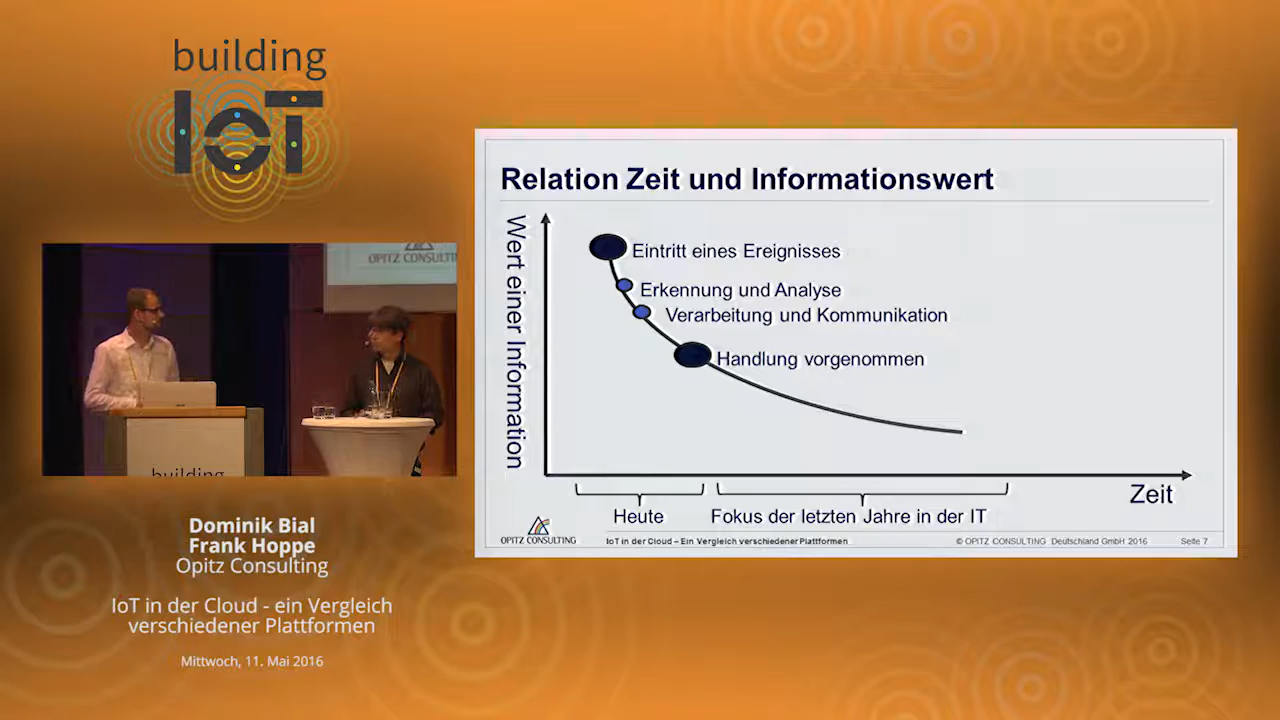 building
IoT
OPITZ CONSULTIN
building
Dominik Bial
Frank Hoppe
Opitz Consulting
IoT in der Cloud - ein Vergleich
verschiedener Plattformen
Mittwoch, 11. Mai 2016
Relation Zeit und Informationswert
Wert einer Information
Eintritt eines Ereignisses
Erkennung und Analyse
Verarbeitung und Kommunikation
Handlung vorgenommen
Zeit
Heute
Fokus der letzten Jahre in der IT
OPITZ CONSULTING
IoT in der Cloud – Ein Vergleich verschiedener Plattformen
© OPITZ CONSULTING Deutschland GmbH 2016
Seite 7